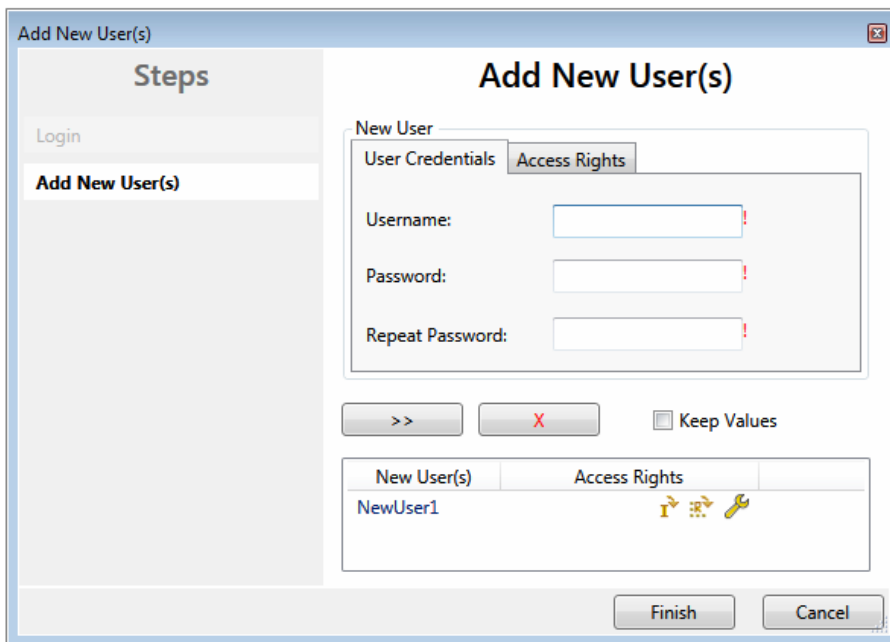 Add New User(s)
Steps
Login
Add New User(s)
Add New User(s)
New User
User Credentials Access Rights
Username: !
Password: !
Repeat Password: !
>> X Keep Values
New User(s) Access Rights
NewUser1 I R
Finish Cancel